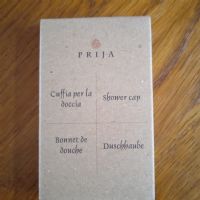 PRIJA
Cuffia per la
doccia
Shower cap
Bonnet de
douche
Duschhaube